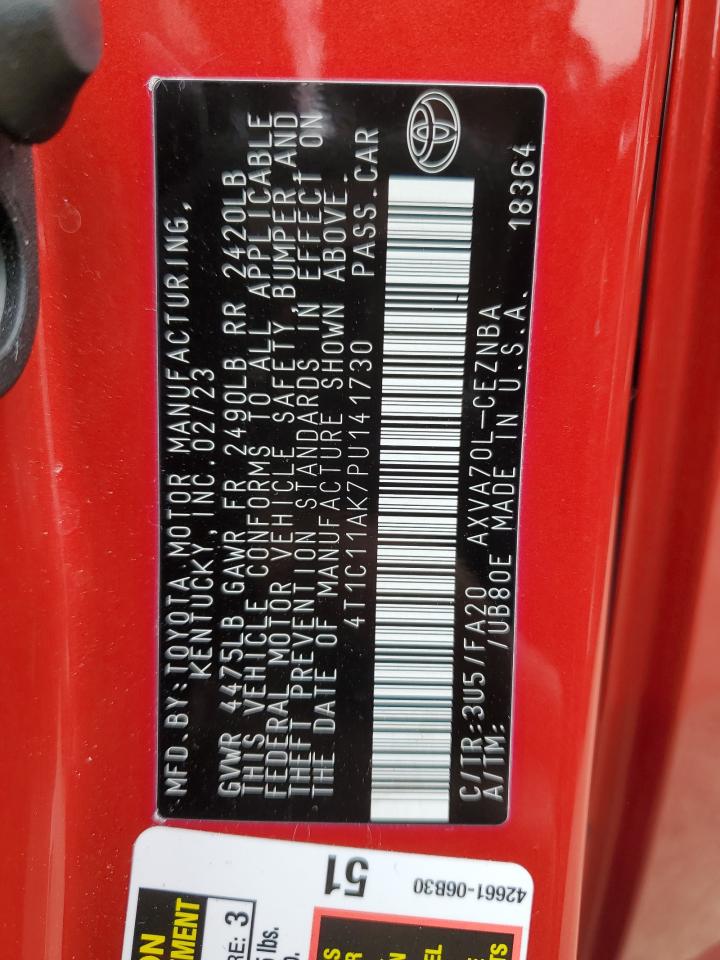 MFD. BY: TOYOTA MOTOR MANUFACTURING,
KENTUCKY, INC. 02/23
GVWR 4475LB GAWR FR 2490LB RR 2420LB
THIS VEHICLE CONFORMS TO ALL APPLICABLE
FEDERAL MOTOR VEHICLE SAFETY, BUMPER AND
THEFT PREVENTION STANDARDS IN EFFECT ON
THE DATE OF MANUFACTURE SHOWN ABOVE.
4T1C11AK7PU141730 PASS.CAR
C/TR:3U5/FA20 AXVA70L-CEZNBA
A/TM: /UB80E MADE IN U.S.A. 18364
51
42661-06B30
3
lbs.